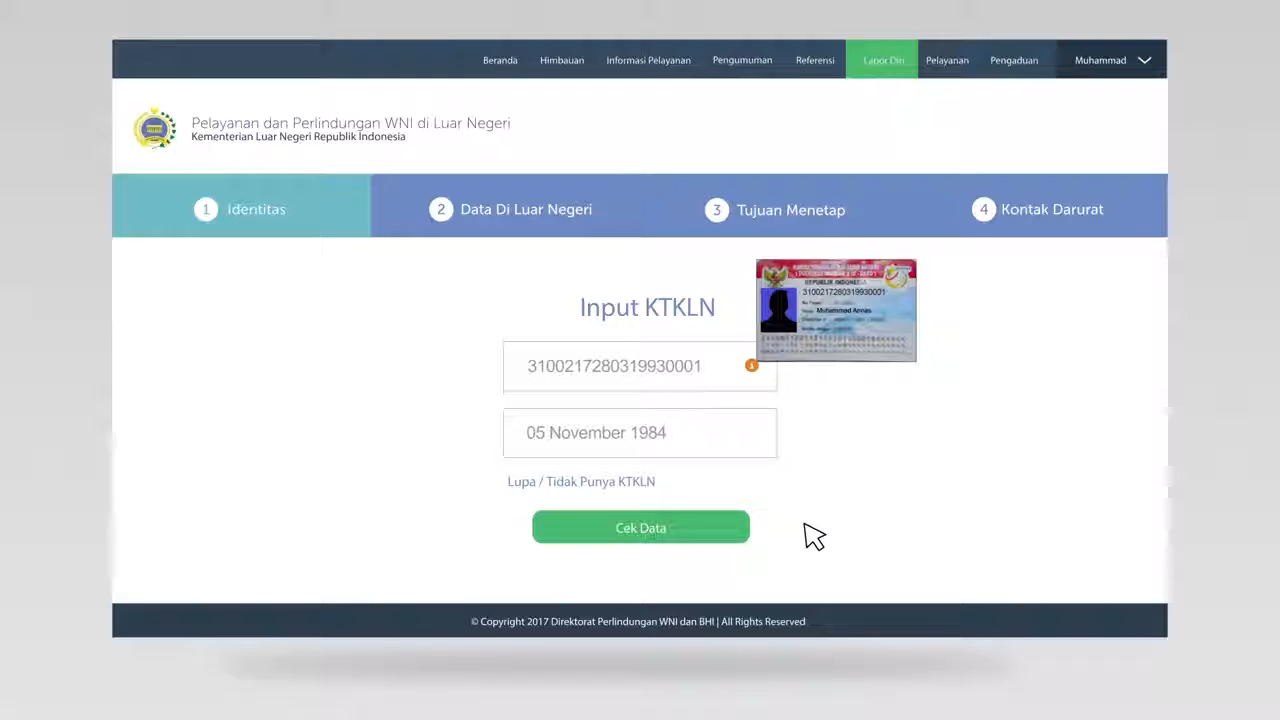 Beranda Himbauan Informasi Pelayanan Pengumuman Referensi Lapor Diri Pelayanan Pengaduan Muhammad
Pelayanan dan Perlindungan WNI di Luar Negeri
Kementerian Luar Negeri Republik Indonesia
1 Identitas 2 Data Di Luar Negeri 3 Tujuan Menetap 4 Kontak Darurat
REPUBLIK INDONESIA
3100217280319930001
Muhammad Annas
Input KTKLN
3100217280319930001
05 November 1984
Lupa / Tidak Punya KTKLN
Cek Data
© Copyright 2017 Direktorat Perlindungan WNI dan BHI | All Rights Reserved